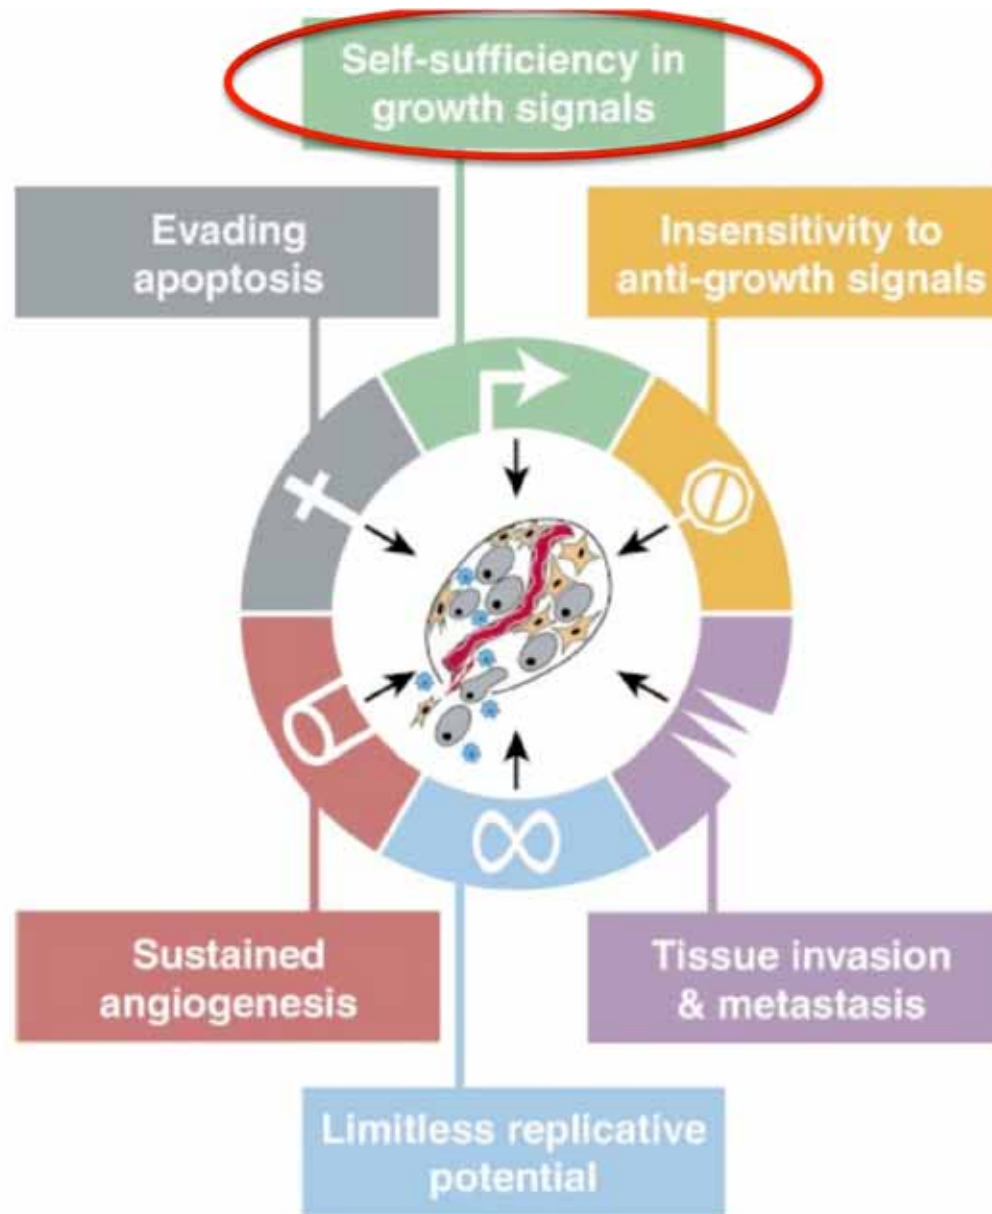 Self-sufficiency in
growth signals
Evading
apoptosis
Insensitivity to
anti-growth signals
Sustained
angiogenesis
Tissue invasion
& metastasis
Limitless replicative
potential